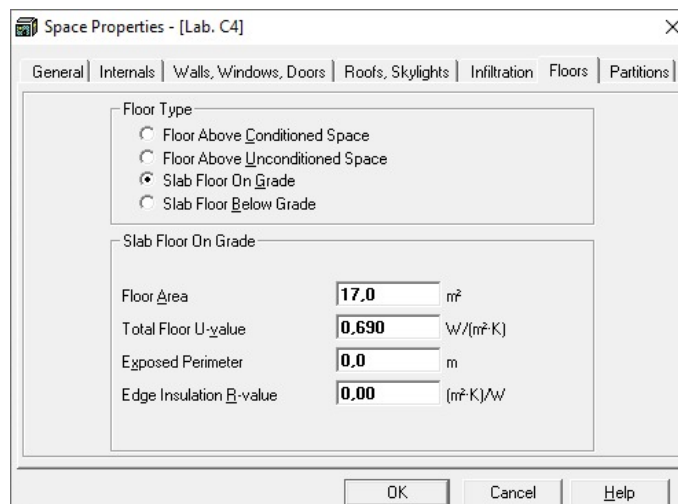 Space Properties - [Lab. C4]
General Internals Walls, Windows, Doors Roofs, Skylights Infiltration Floors Partitions
Floor Type
Floor Above Conditioned Space
Floor Above Unconditioned Space
Slab Floor On Grade
Slab Floor Below Grade
Slab Floor On Grade
Floor Area 17,0 m²
Total Floor U-value 0,690 W/(m²·K)
Exposed Perimeter 0,0 m
Edge Insulation R-value 0,00 (m²·K)/W
OK Cancel Help